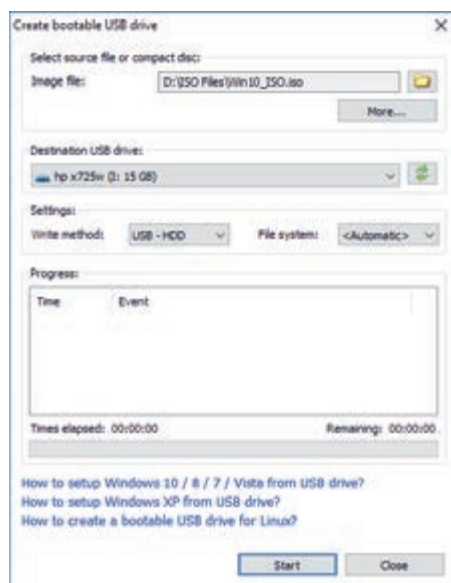 Create bootable USB drive
Select source file or compact disc:
Image file: D:\ISO Files\Win10_ISO.iso
More...
Destination USB drive:
hp x725w (I: 15 GB)
Settings:
Write method: USB - HDD File system: <Automatic>
Progress:
Time Event
Times elapsed: 00:00:00 Remaining: 00:00:00
How to setup Windows 10 / 8 / 7 / Vista from USB drive?
How to setup Windows XP from USB drive?
How to create a bootable USB drive for Linux?
Start Close